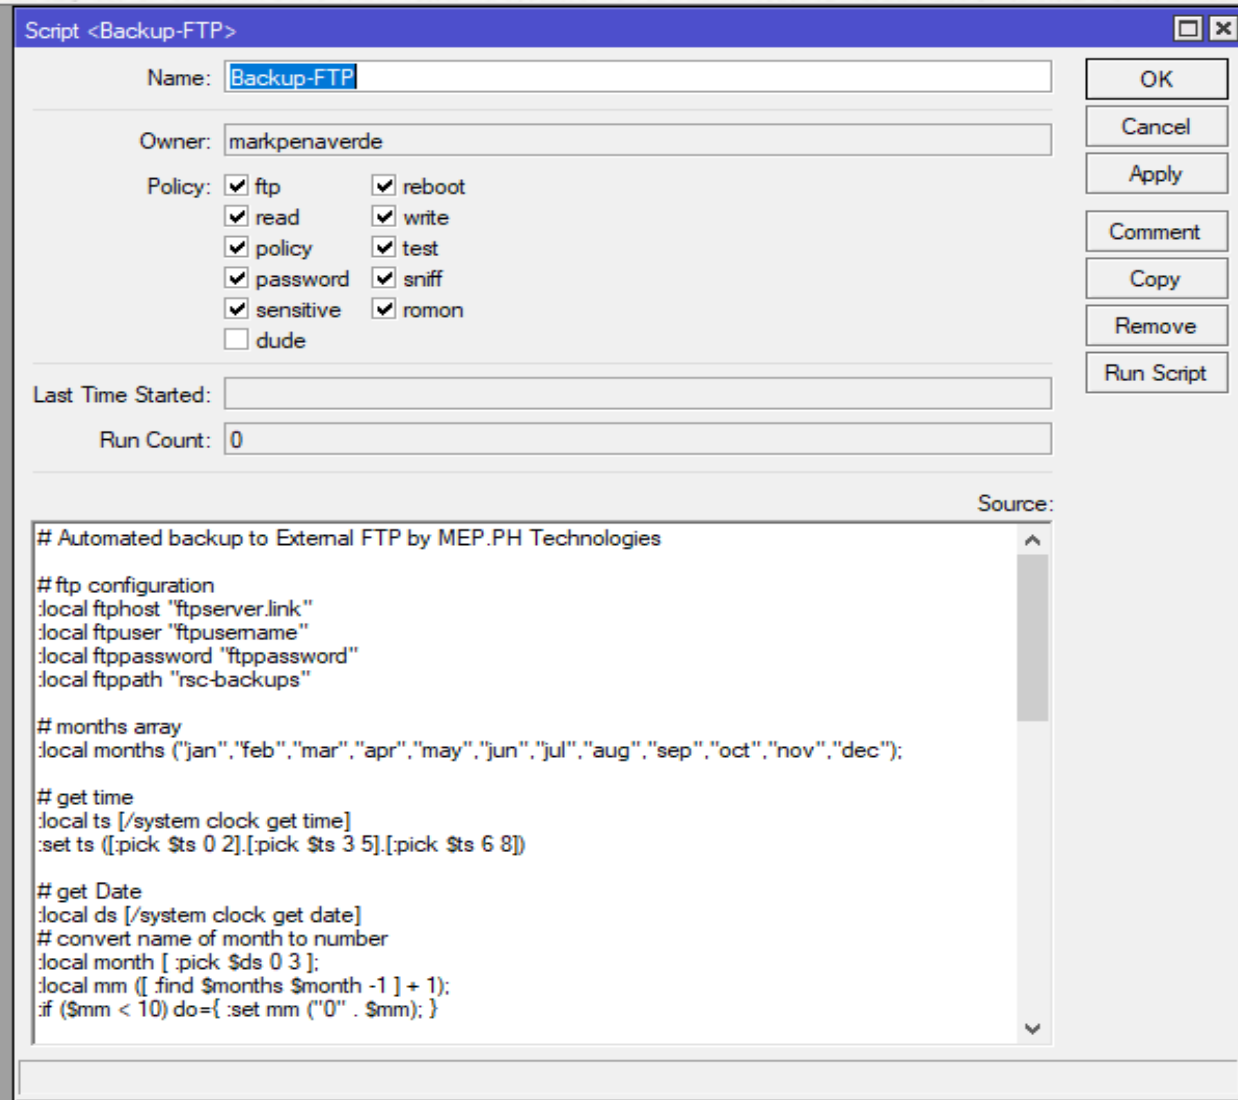 Script <Backup-FTP>
Name: Backup-FTP
OK
Owner: markpenaverde
Cancel
Policy: ftp reboot
Apply
read write
policy test
Comment
password sniff
Copy
sensitive romon
Remove
dude
Run Script
Last Time Started:
Run Count: 0
Source:
# Automated backup to External FTP by MEP.PH Technologies
# ftp configuration
:local ftphost "ftpserver.link"
:local ftpuser "ftpusername"
:local ftppassword "ftppassword"
:local ftppath "rsc-backups"
# months array
:local months ("jan","feb","mar","apr","may","jun","jul","aug","sep","oct","nov","dec");
# get time
:local ts [/system clock get time]
:set ts ([:pick $ts 0 2].[:pick $ts 3 5].[:pick $ts 6 8])
# get Date
:local ds [/system clock get date]
# convert name of month to number
:local month [ :pick $ds 0 3 ];
:local mm ([ :find $months $month -1 ] + 1);
:if ($mm < 10) do={ :set mm ("0" . $mm); }